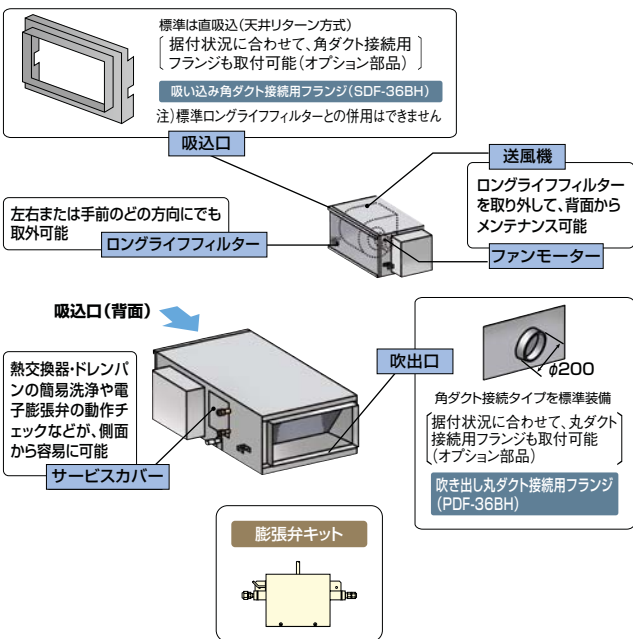 標準は直吸込(天井リターン方式)
据付状況に合わせて、角ダクト接続用
フランジも取付可能(オプション部品)
吸い込み角ダクト接続用フランジ(SDF-36BH)
注)標準ロングライフフィルターとの併用はできません
吸込口
送風機
ロングライフフィルター
を取り外して、背面から
メンテナンス可能
ファンモーター
左右または手前のどの方向にでも
取外可能
ロングライフフィルター
吸込口(背面)
熱交換器・ドレンパ
ンの簡易洗浄や電
子膨張弁の動作チ
ェックなどが、側面
から容易に可能
サービスカバー
吹出口
φ200
角ダクト接続タイプを標準装備
据付状況に合わせて、丸ダクト
接続用フランジも取付可能
(オプション部品)
吹き出し丸ダクト接続用フランジ
(PDF-36BH)
膨張弁キット